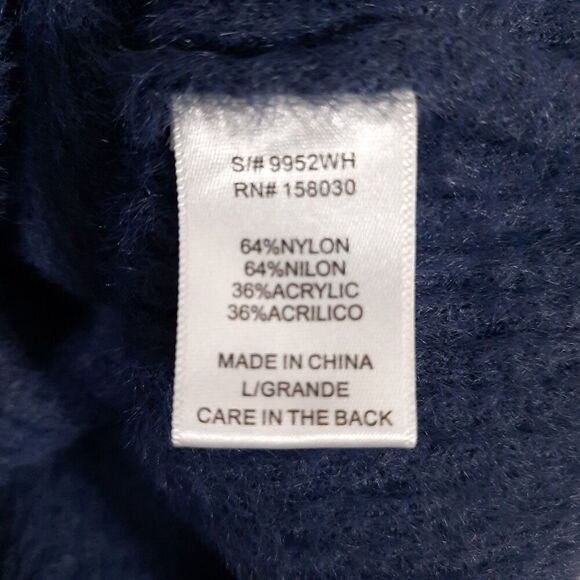 S/# 9952WH
RN# 158030
64%NYLON
64%NILON
36%ACRYLIC
36%ACRILICO
MADE IN CHINA
L/GRANDE
CARE IN THE BACK